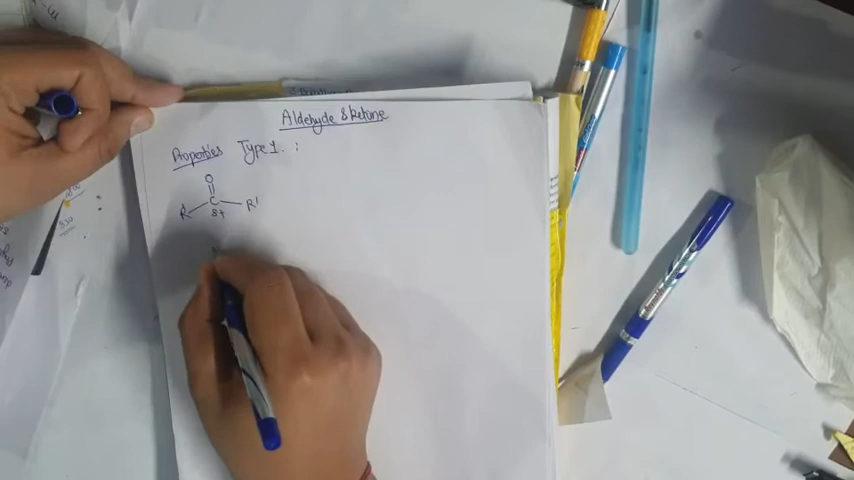 Aldehyde & ketone
Properties Type 1. :
O
||
R C R'
δ+